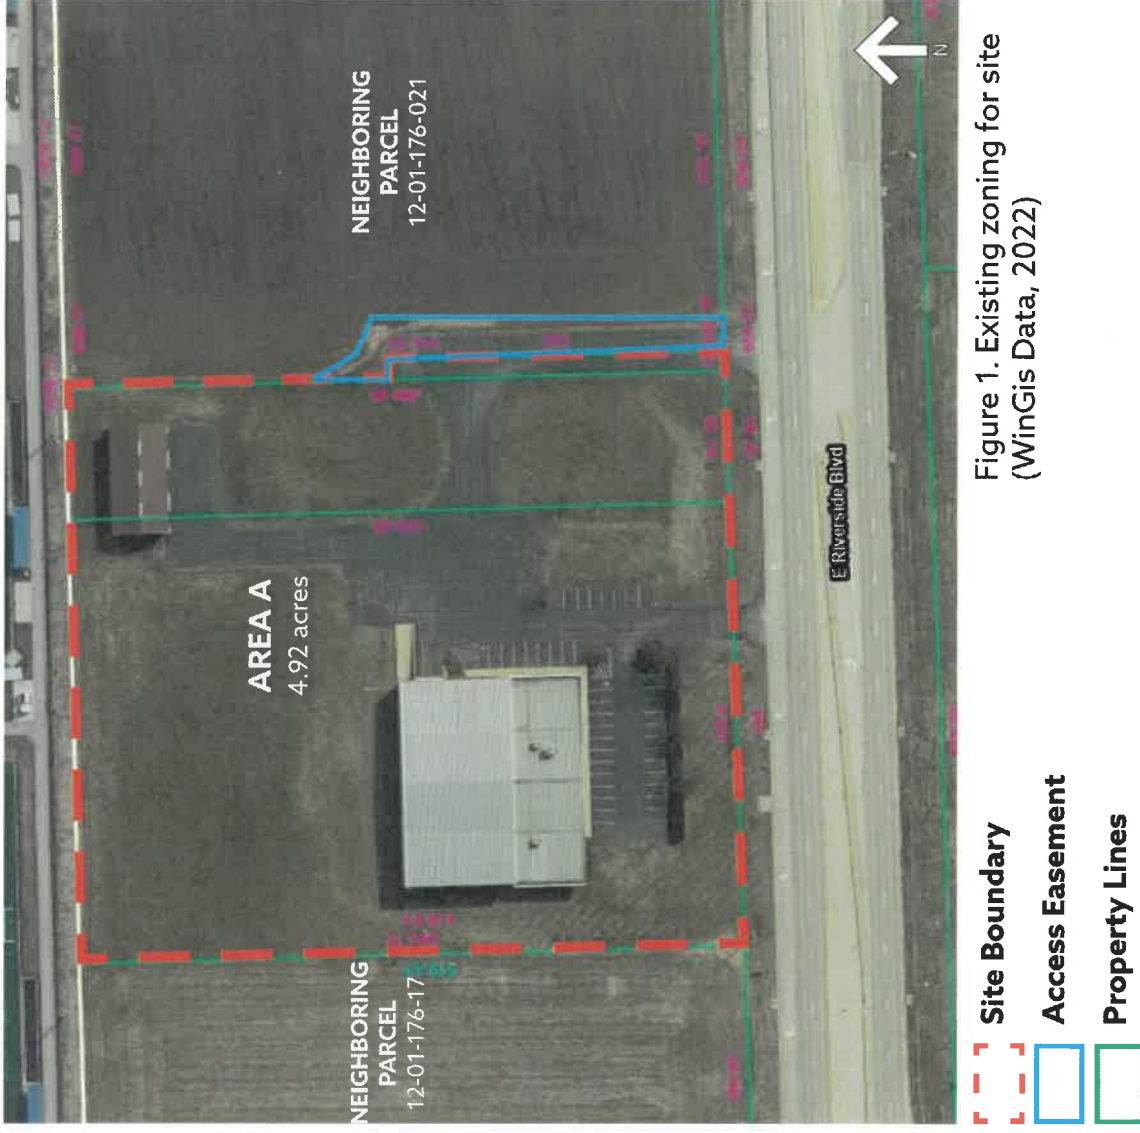 NEIGHBORING
PARCEL
12-01-176-17
AREA A
4.92 acres
NEIGHBORING
PARCEL
12-01-176-021
E Riverside Blvd
N
Site Boundary
Access Easement
Property Lines
Figure 1. Existing zoning for site
(WinGis Data, 2022)